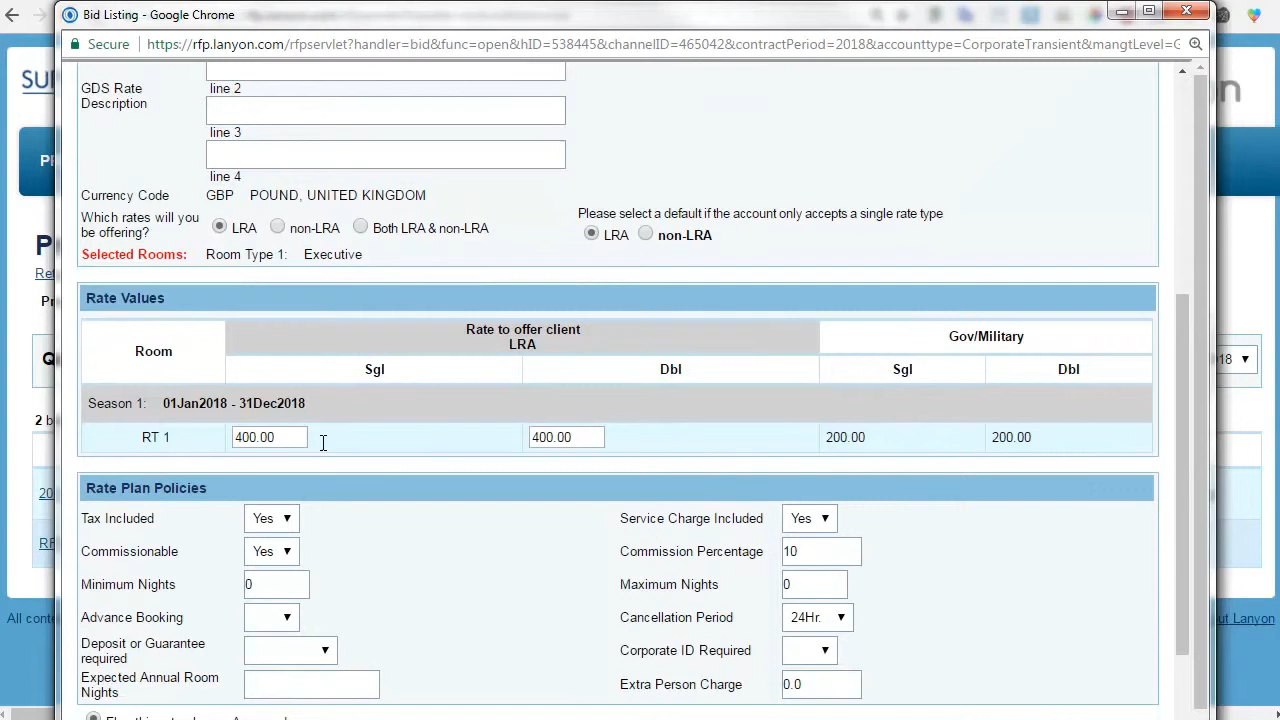 Bid Listing - Google Chrome
Secure https://rfp.lanyon.com/rfpservlet?handler=bid&func=open&hID=538445&channelID=465042&contractPeriod=2018&accounttype=CorporateTransient&mangtLevel=G
GDS Rate Description
line 2
line 3
line 4
Currency Code GBP POUND, UNITED KINGDOM
Which rates will you be offering? LRA non-LRA Both LRA & non-LRA
Please select a default if the account only accepts a single rate type
LRA non-LRA
Selected Rooms: Room Type 1: Executive
Rate Values
Room
Rate to offer client
LRA
Gov/Military
Sgl Dbl Sgl Dbl
Season 1: 01Jan2018 - 31Dec2018
RT 1 400.00 400.00 200.00 200.00
Rate Plan Policies
Tax Included Yes Service Charge Included Yes
Commissionable Yes Commission Percentage 10
Minimum Nights 0 Maximum Nights 0
Advance Booking Cancellation Period 24Hr.
Deposit or Guarantee required Corporate ID Required
Expected Annual Room Nights Extra Person Charge 0.0